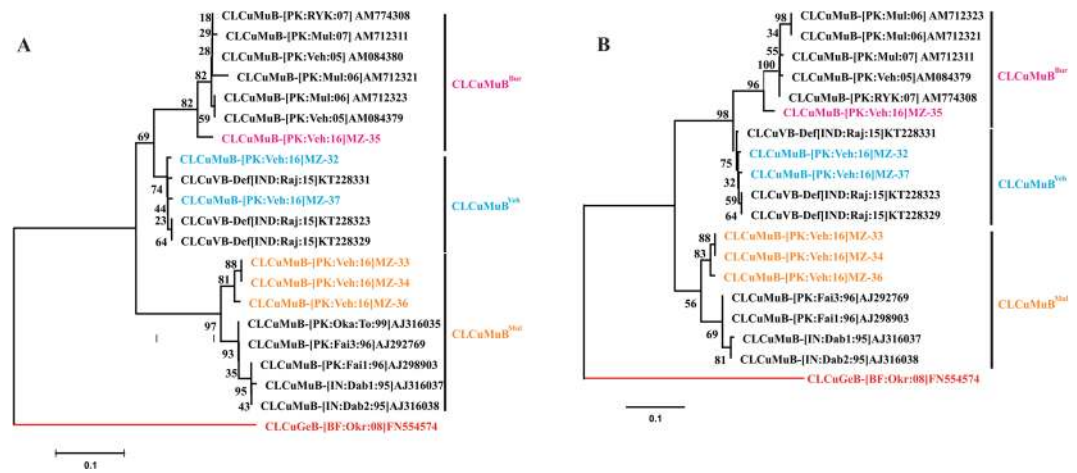 A
18
CLCuMuB-[PK:RYK:07] AM774308
29
CLCuMuB-[PK:Mul:07] AM712311
28
CLCuMuB-[PK:Veh:05] AM084380
CLCuMuB-[PK:Mul:06]AM712321
82
CLCuMuB-[PK:Mul:06] AM712323
82
59
CLCuMuB-[PK:Veh:05] AM084379
CLCuMuB-[PK:Veh:16]MZ-35
CLCuMuB^Bur
69
CLCuMuB-[PK:Veh:16]MZ-32
CLCuVB-Def[IND:Raj:15]KT228331
74
CLCuMuB-[PK:Veh:16]MZ-37
44
23
CLCuVB-Def[IND:Raj:15]KT228323
64
CLCuVB-Def[IND:Raj:15]KT228329
CLCuMuB^Veh
88
CLCuMuB-[PK:Veh:16]MZ-33
81
CLCuMuB-[PK:Veh:16]MZ-34
CLCuMuB-[PK:Veh:16]MZ-36
97
CLCuMuB-[PK:Oka:To:99]AJ316035
93
CLCuMuB-[PK:Fai3:96]AJ292769
35
CLCuMuB-[PK:Fai1:96]AJ298903
95
CLCuMuB-[IN:Dab1:95]AJ316037
43
CLCuMuB-[IN:Dab2:95]AJ316038
CLCuMuB^Mul
CLCuGeB-[BF:Okr:08]FN554574
0.1
B
98
CLCuMuB-[PK:Mul:06] AM712323
34
CLCuMuB-[PK:Mul:06]AM712321
55
CLCuMuB-[PK:Mul:07] AM712311
100
CLCuMuB-[PK:Veh:05]AM084379
96
CLCuMuB-[PK:RYK:07] AM774308
CLCuMuB-[PK:Veh:16]MZ-35
CLCuMuB^Bur
98
CLCuVB-Def[IND:Raj:15]KT228331
75
CLCuMuB-[PK:Veh:16]MZ-32
32
CLCuMuB-[PK:Veh:16]MZ-37
59
CLCuVB-Def[IND:Raj:15]KT228323
64
CLCuVB-Def[IND:Raj:15]KT228329
CLCuMuB^Veh
88
CLCuMuB-[PK:Veh:16]MZ-33
83
CLCuMuB-[PK:Veh:16]MZ-34
CLCuMuB-[PK:Veh:16]MZ-36
56
CLCuMuB-[PK:Fai3:96]AJ292769
CLCuMuB-[PK:Fai1:96]AJ298903
69
CLCuMuB-[IN:Dab1:95]AJ316037
81
CLCuMuB-[IN:Dab2:95]AJ316038
CLCuMuB^Mul
CLCuGeB-[BF:Okr:08]FN554574
0.1